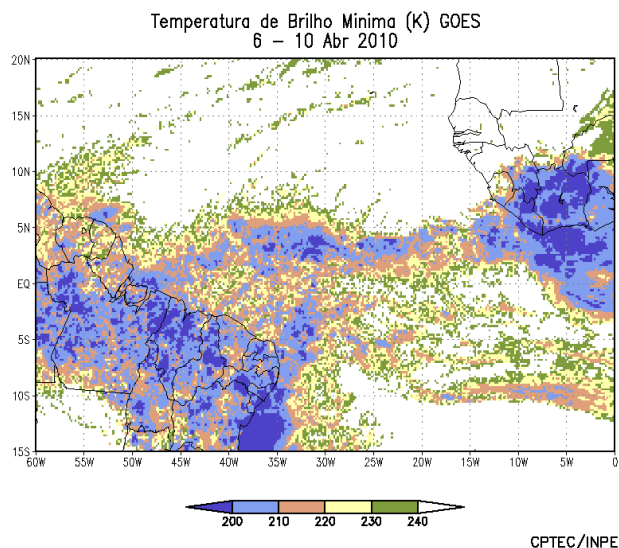 Temperatura de Brilho Minima (K) GOES
6 – 10 Abr 2010
20N
15N
10N
5N
EQ
5S
10S
15S
60W 55W 50W 45W 40W 35W 30W 25W 20W 15W 10W 5W 0
200 210 220 230 240
CPTEC/INPE